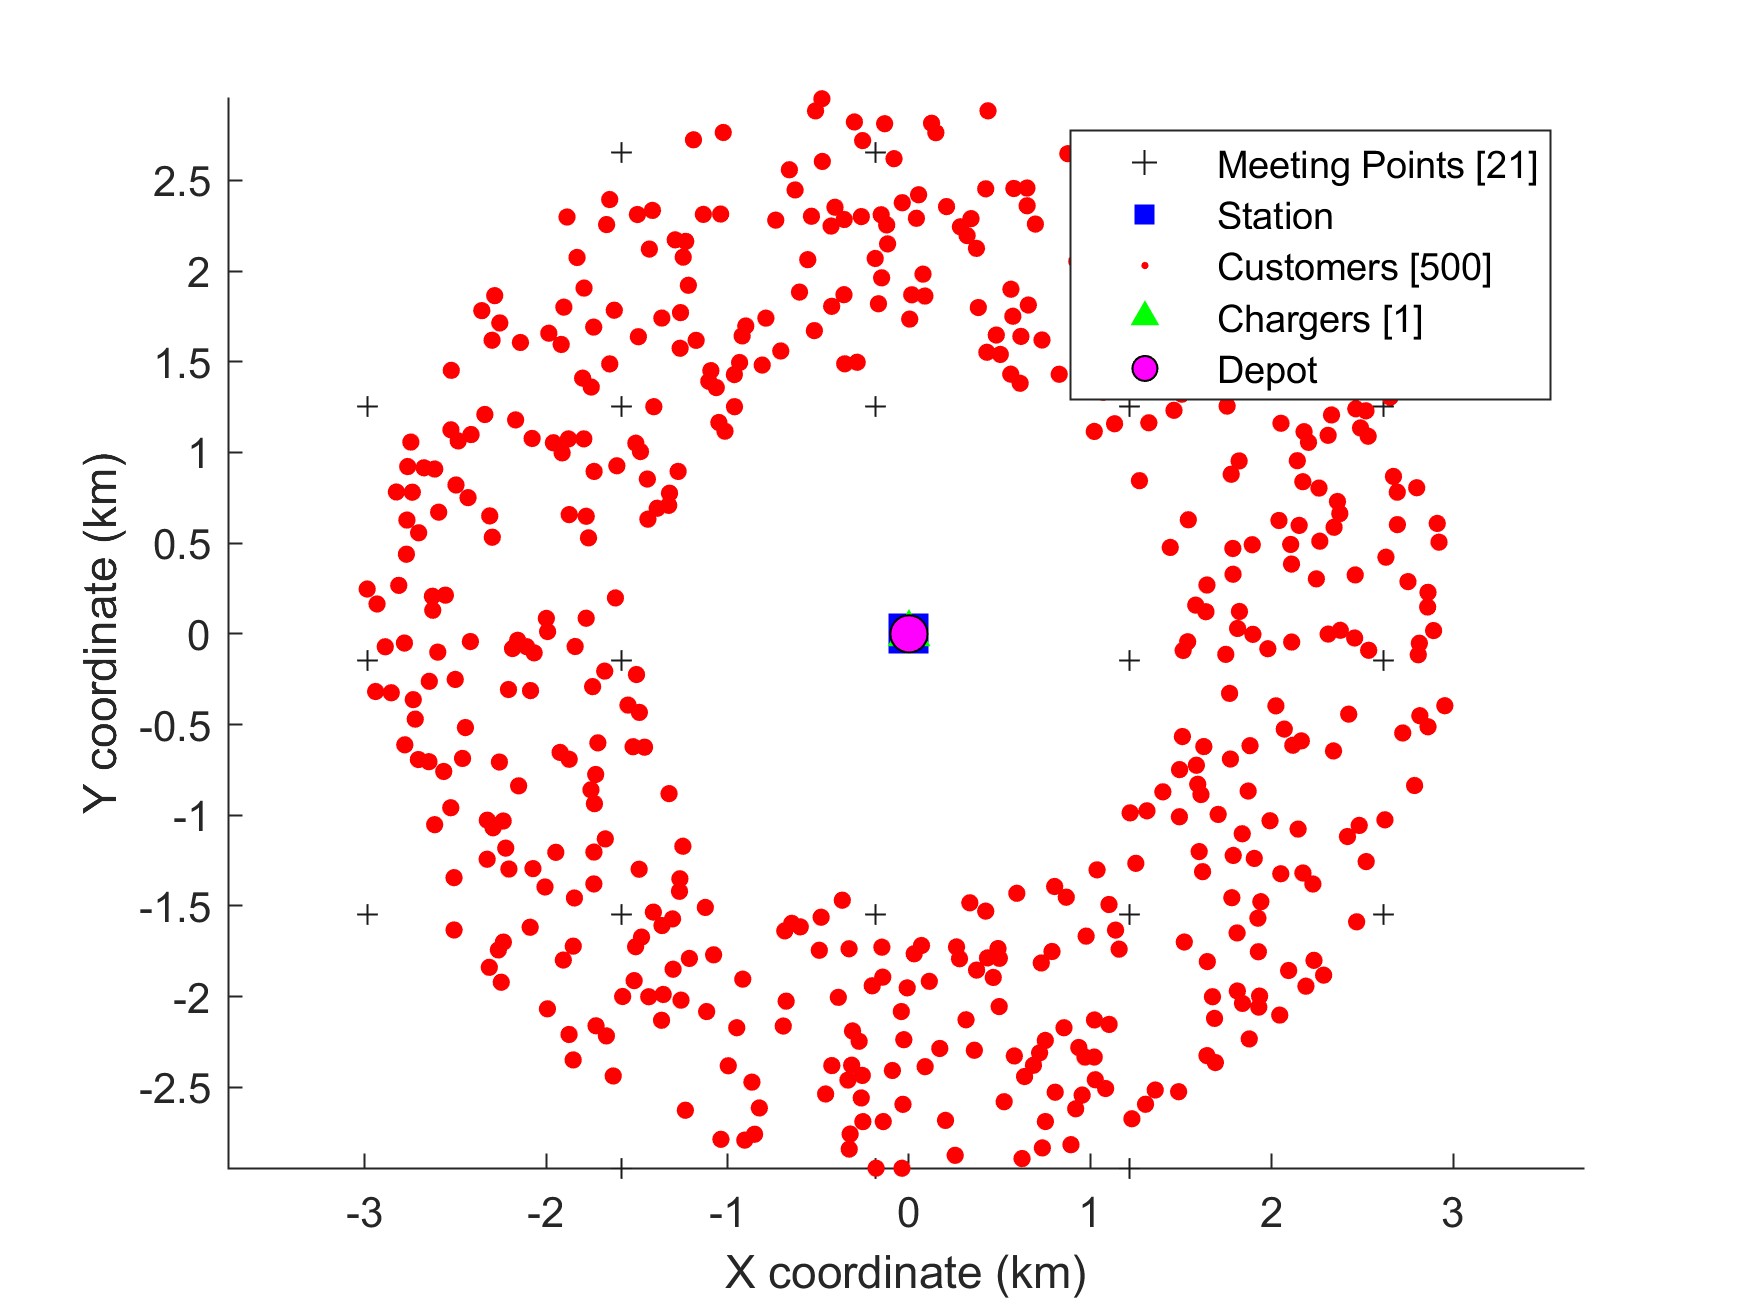 Meeting Points [21]
Station
Customers [500]
Chargers [1]
Depot
Y coordinate (km)
2.5
2
1.5
1
0.5
0
-0.5
-1
-1.5
-2
-2.5
-3 -2 -1 0 1 2 3
X coordinate (km)